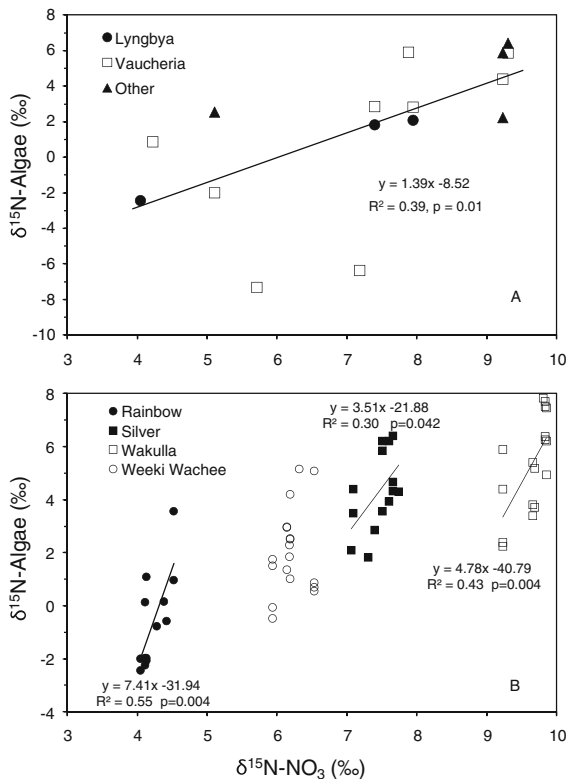 8
6
4
2
0
-2
-4
-6
-8
-10
δ¹⁵N-Algae (‰)
Lyngbya
Vaucheria
Other
y = 1.39x -8.52
R² = 0.39, p = 0.01
A
3 4 5 6 7 8 9 10
8
6
4
2
0
-2
-4
δ¹⁵N-Algae (‰)
Rainbow
Silver
Wakulla
Weeki Wachee
y = 3.51x -21.88
R² = 0.30 p=0.042
y = 4.78x -40.79
R² = 0.43 p=0.004
y = 7.41x -31.94
R² = 0.55 p=0.004
B
3 4 5 6 7 8 9 10
δ¹⁵N-NO₃ (‰)